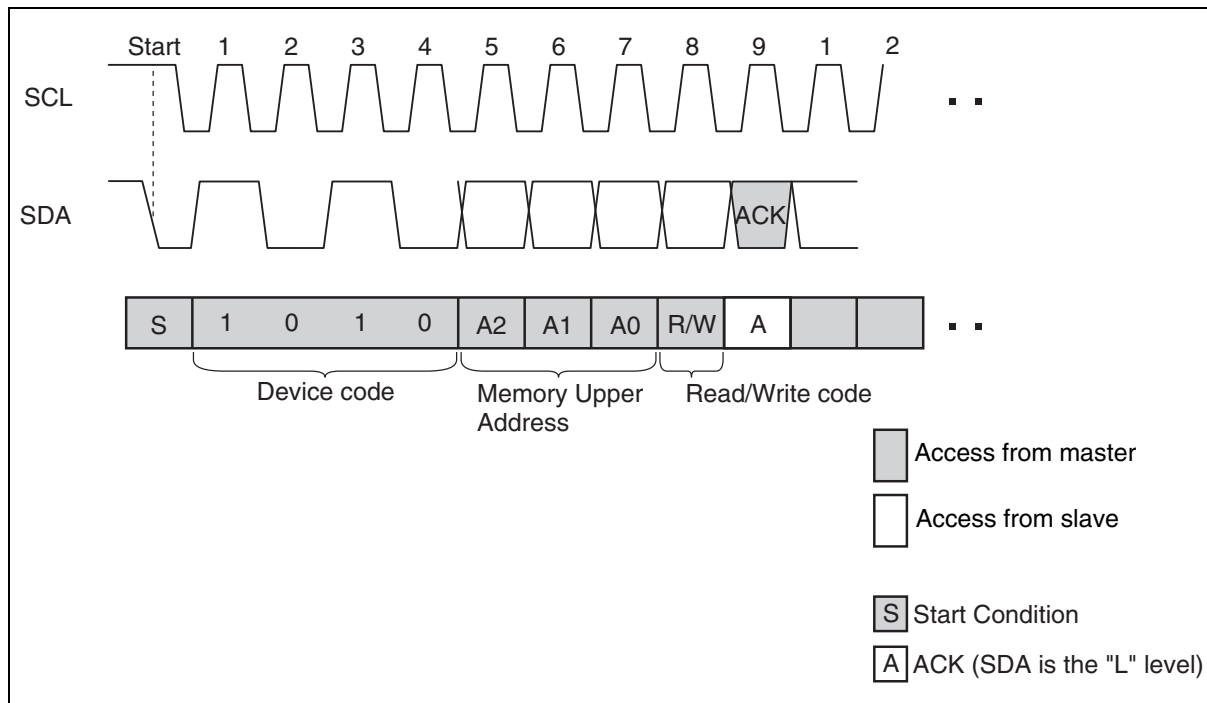 Start 1 2 3 4 5 6 7 8 9 1 2
SCL
SDA
ACK
S 1 0 1 0 A2 A1 A0 R/W A
Device code
Memory Upper
Address
Read/Write code
Access from master
Access from slave
S Start Condition
A ACK (SDA is the "L" level)